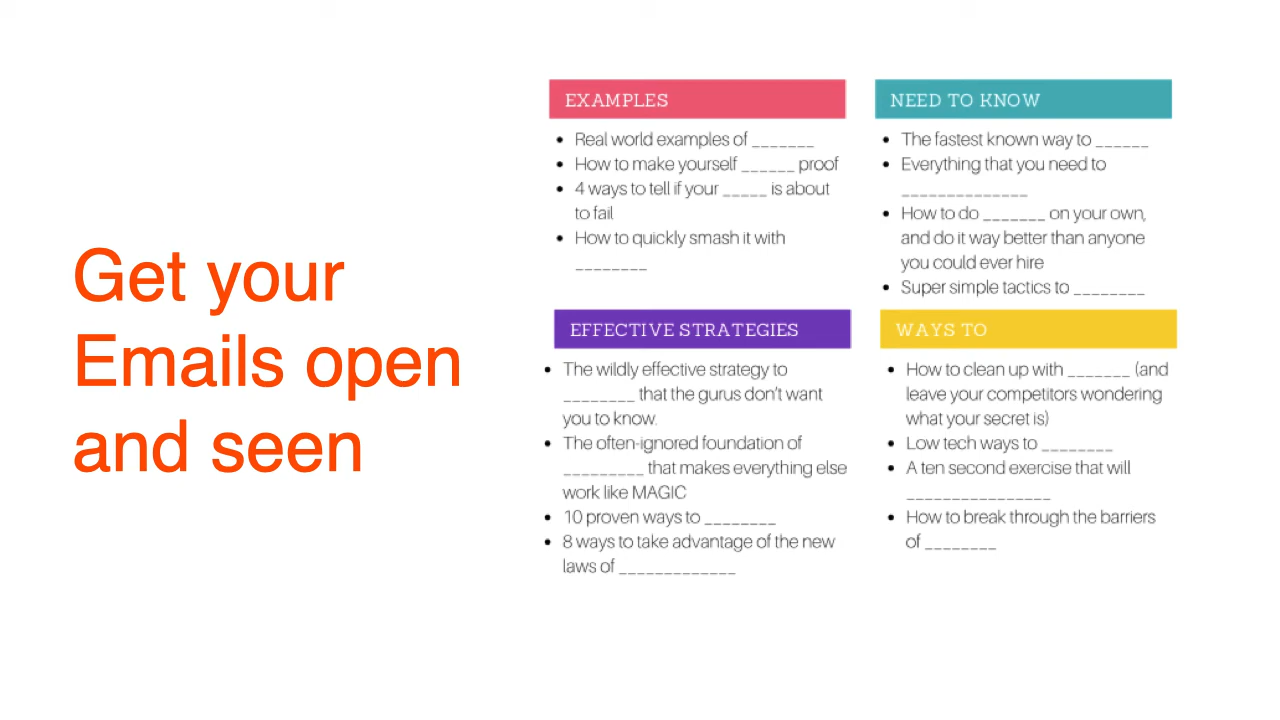 Get your
Emails open
and seen
EXAMPLES
Real world examples of _______
How to make yourself ______ proof
4 ways to tell if your _____ is about
to fail
How to quickly smash it with
________
NEED TO KNOW
The fastest known way to ______
Everything that you need to
______________
How to do _______ on your own,
and do it way better than anyone
you could ever hire
Super simple tactics to ________
EFFECTIVE STRATEGIES
The wildly effective strategy to
________ that the gurus don't want
you to know.
The often-ignored foundation of
_________ that makes everything else
work like MAGIC
10 proven ways to ________
8 ways to take advantage of the new
laws of _____________
WAYS TO
How to clean up with _______ (and
leave your competitors wondering
what your secret is)
Low tech ways to ________
A ten second exercise that will
________________
How to break through the barriers
of ________